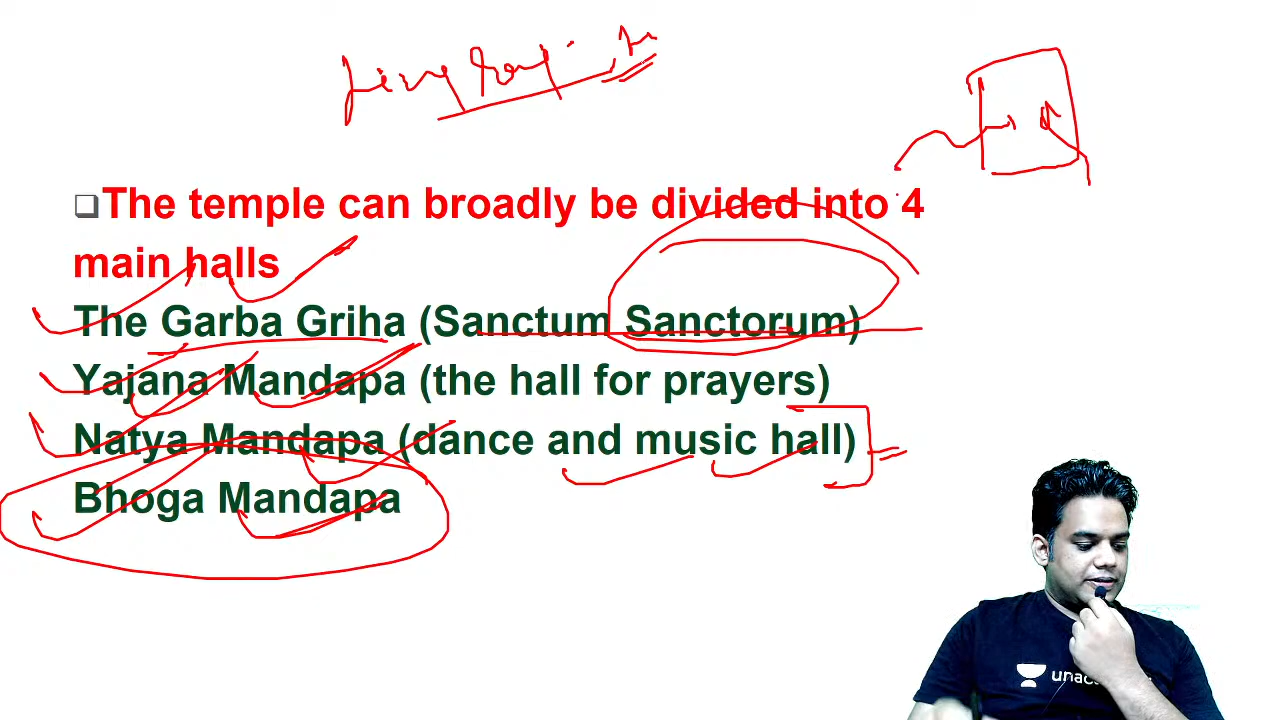 The temple can broadly be divided into 4
main halls
The Garba Griha (Sanctum Sanctorum)
Yajana Mandapa (the hall for prayers)
Natya Mandapa (dance and music hall)
Bhoga Mandapa